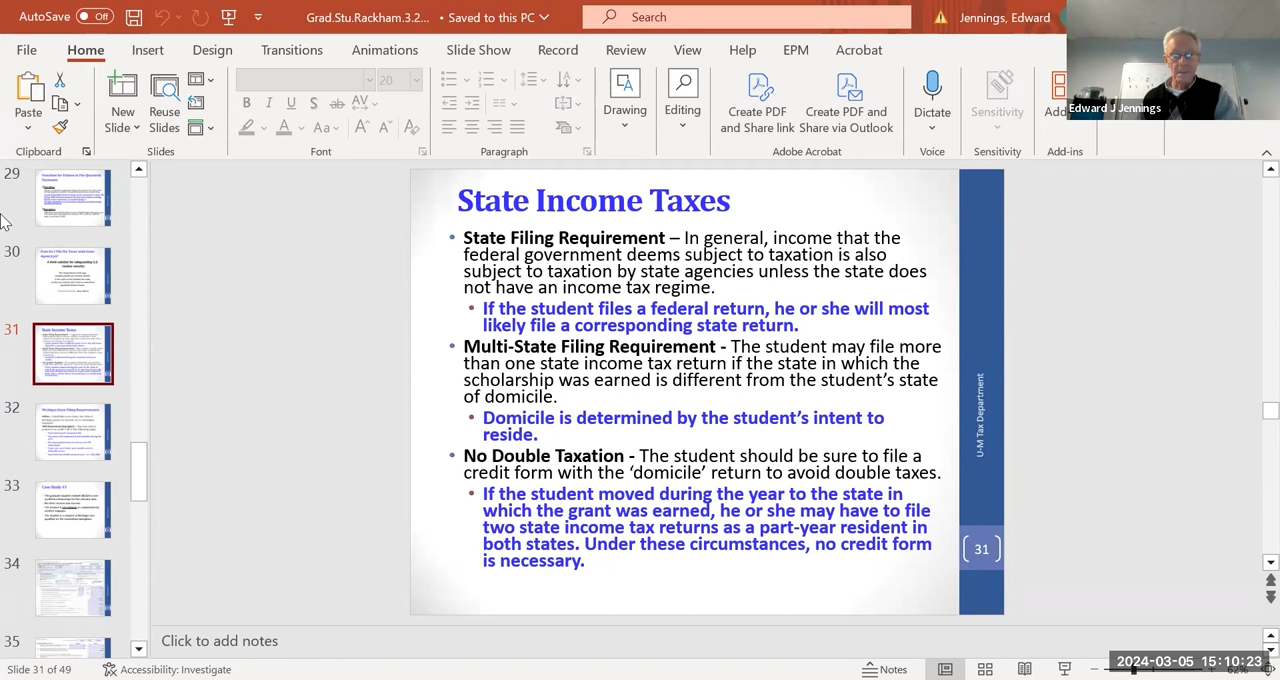 AutoSave Off Grad.Stu.Rackham.3.2... • Saved to this PC Search Jennings, Edward
File Home Insert Design Transitions Animations Slide Show Record Review View Help EPM Acrobat
Edward J Jennings
20
Paste New Slide Reuse Slides Drawing Editing Create PDF and Share link Create PDF and Share via Outlook Dictate Sensitivity
Clipboard Slides Font Paragraph Adobe Acrobat Voice Sensitivity Add-ins
29
30
31
32
Michigan State Filing Requirements
33
Case Study #2
34
35
State Income Taxes
• State Filing Requirement – In general, income that the
federal government deems subject to taxation is also
subject to taxation by state agencies unless the state does
not have an income tax regime.
• If the student files a federal return, he or she will most
likely file a corresponding state return.
• Multi-State Filing Requirement - The student may file more
than one state income tax return if the state in which the
scholarship was earned is different from the student's state
of domicile.
• Domicile is determined by the student's intent to
reside.
• No Double Taxation - The student should be sure to file a
credit form with the 'domicile' return to avoid double taxes.
• If the student moved during the year to the state in
which the grant was earned, he or she may have to file
two state income tax returns as a part-year resident in
both states. Under these circumstances, no credit form
is necessary.
U-M Tax Department
31
Click to add notes
Slide 31 of 49 Accessibility: Investigate Notes
2024-03-05 15:10:23